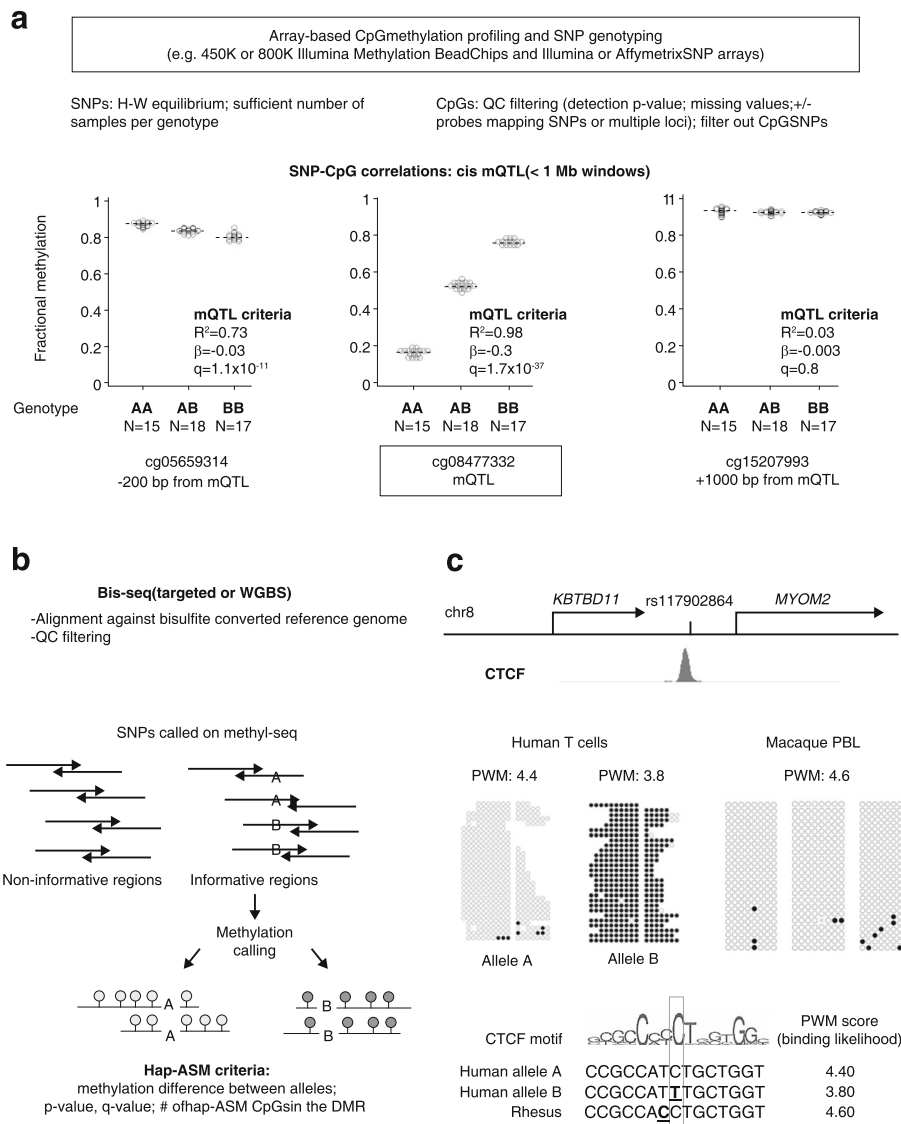 a
Array-based CpGmethylation profiling and SNP genotyping
(e.g. 450K or 800K Illumina Methylation BeadChips and Illumina or AffymetrixSNP arrays)
SNPs: H-W equilibrium; sufficient number of
samples per genotype
CpGs: QC filtering (detection p-value; missing values;+/-
probes mapping SNPs or multiple loci); filter out CpGSNPs
SNP-CpG correlations: cis mQTL(< 1 Mb windows)
Fractional methylation
1
0.8
0.6
0.4
0.2
0
mQTL criteria
R²=0.73
β=-0.03
q=1.1x10⁻¹¹
1
0.8
0.6
0.4
0.2
0
mQTL criteria
R²=0.98
β=-0.3
q=1.7x10⁻³⁷
11
0.8
0.6
0.4
0.2
0
mQTL criteria
R²=0.03
β=-0.003
q=0.8
Genotype
AA AB BB
N=15 N=18 N=17
cg05659314
-200 bp from mQTL
AA AB BB
N=15 N=18 N=17
cg08477332
mQTL
AA AB BB
N=15 N=18 N=17
cg15207993
+1000 bp from mQTL
b
Bis-seq(targeted or WGBS)
-Alignment against bisulfite converted reference genome
-QC filtering
SNPs called on methyl-seq
A
A
B
B
Non-informative regions
Informative regions
Methylation
calling
A
A
B
B
Hap-ASM criteria:
methylation difference between alleles;
p-value, q-value; # ofhap-ASM CpGsin the DMR
c
chr8
KBTBD11
rs117902864
MYOM2
CTCF
Human T cells
Macaque PBL
PWM: 4.4
PWM: 3.8
PWM: 4.6
Allele A
Allele B
CTCF motif
PWM score
(binding likelihood)
Human allele A CCGCCATCTGCTGGT 4.40
Human allele B CCGCCATTTGCTGGT 3.80
Rhesus CCGCCACCTGCTGGT 4.60